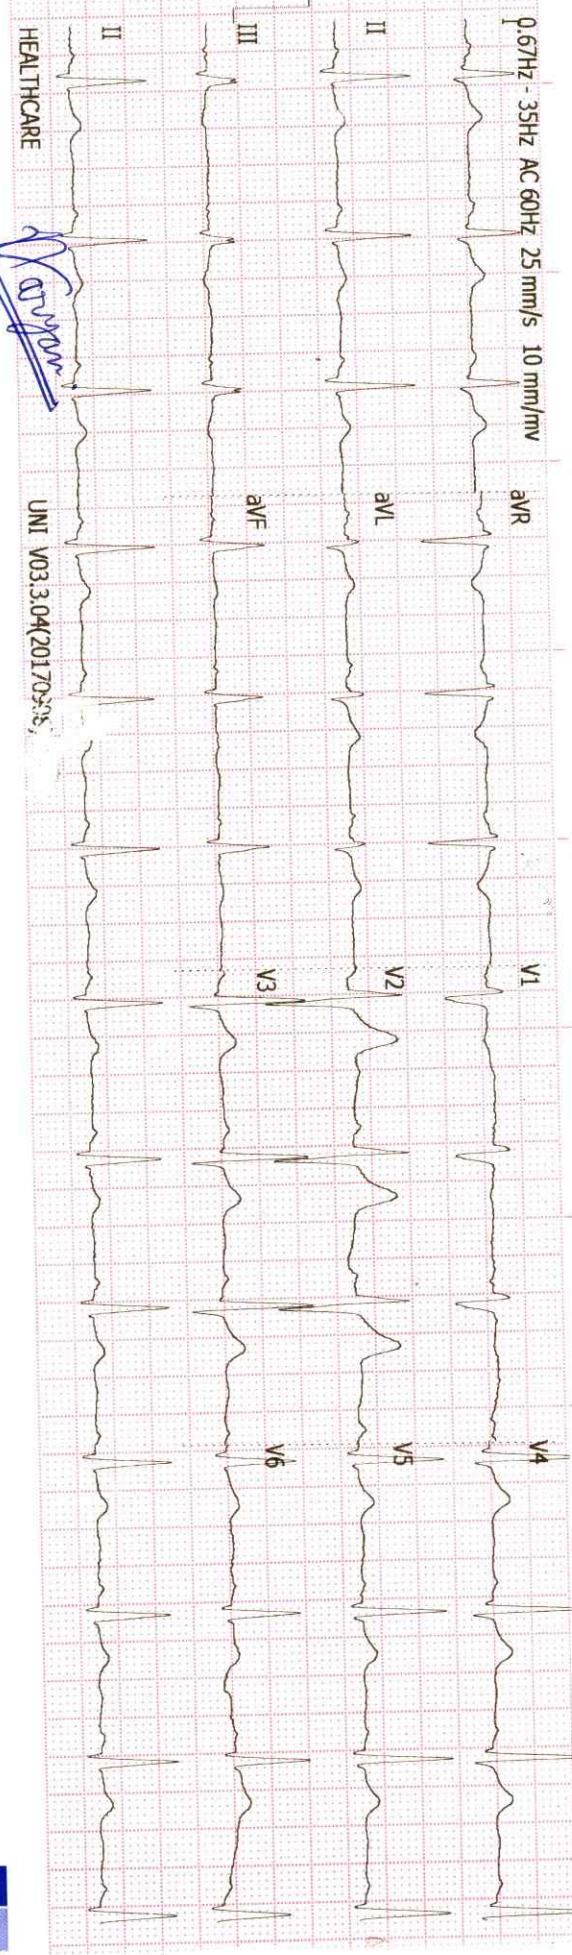 0.67Hz - 35Hz AC 60Hz 25 mm/s 10 mm/mv
I
aVR
V1
V4
II
aVL
V2
V5
III
aVF
V3
V6
II
HEALTHCARE
UNI V03.3.04(2017